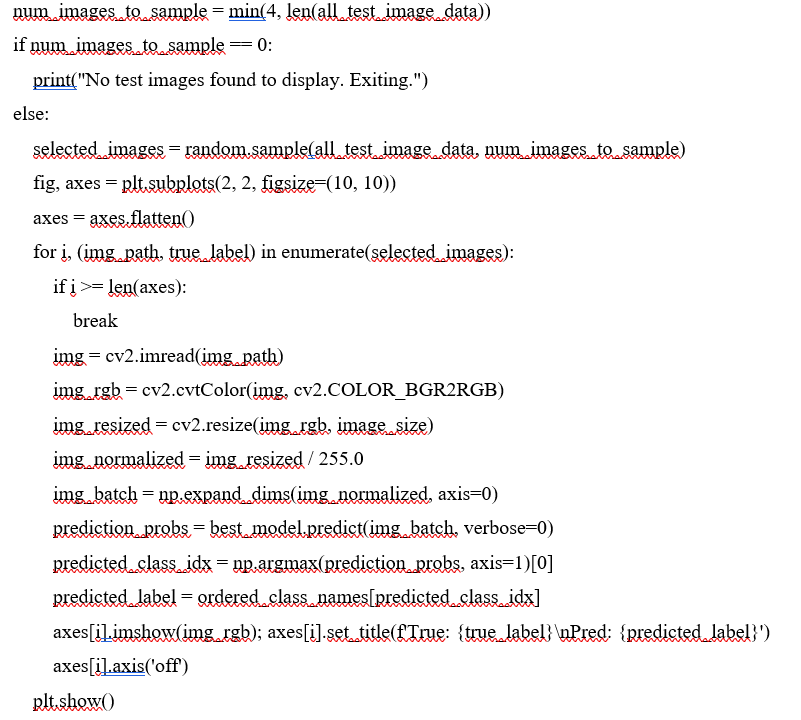 num_images_to_sample = min(4, len(all_test_image_data))
if num_images_to_sample == 0:
print("No test images found to display. Exiting.")
else:
selected_images = random.sample(all_test_image_data, num_images_to_sample)
fig, axes = plt.subplots(2, 2, figsize=(10, 10))
axes = axes.flatten()
for i, (img_path, true_label) in enumerate(selected_images):
if i >= len(axes):
break
img = cv2.imread(img_path)
img_rgb = cv2.cvtColor(img, cv2.COLOR_BGR2RGB)
img_resized = cv2.resize(img_rgb, image_size)
img_normalized = img_resized / 255.0
img_batch = np.expand_dims(img_normalized, axis=0)
prediction_probs = best_model.predict(img_batch, verbose=0)
predicted_class_idx = np.argmax(prediction_probs, axis=1)[0]
predicted_label = ordered_class_names[predicted_class_idx]
axes[i].imshow(img_rgb); axes[i].set_title(f'True: {true_label}\nPred: {predicted_label}')
axes[i].axis('off')
plt.show()